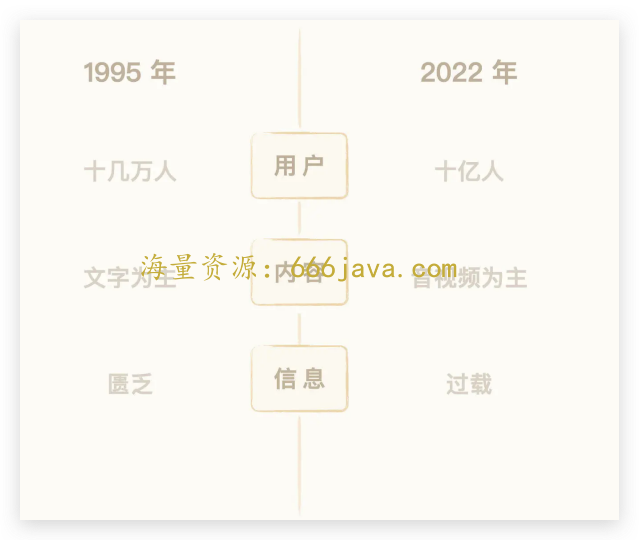 1995 年
2022 年
十几万人
用户
十亿人
文字为主
内容
音视频为主
海量资源：666java.com
匮乏
信息
过载